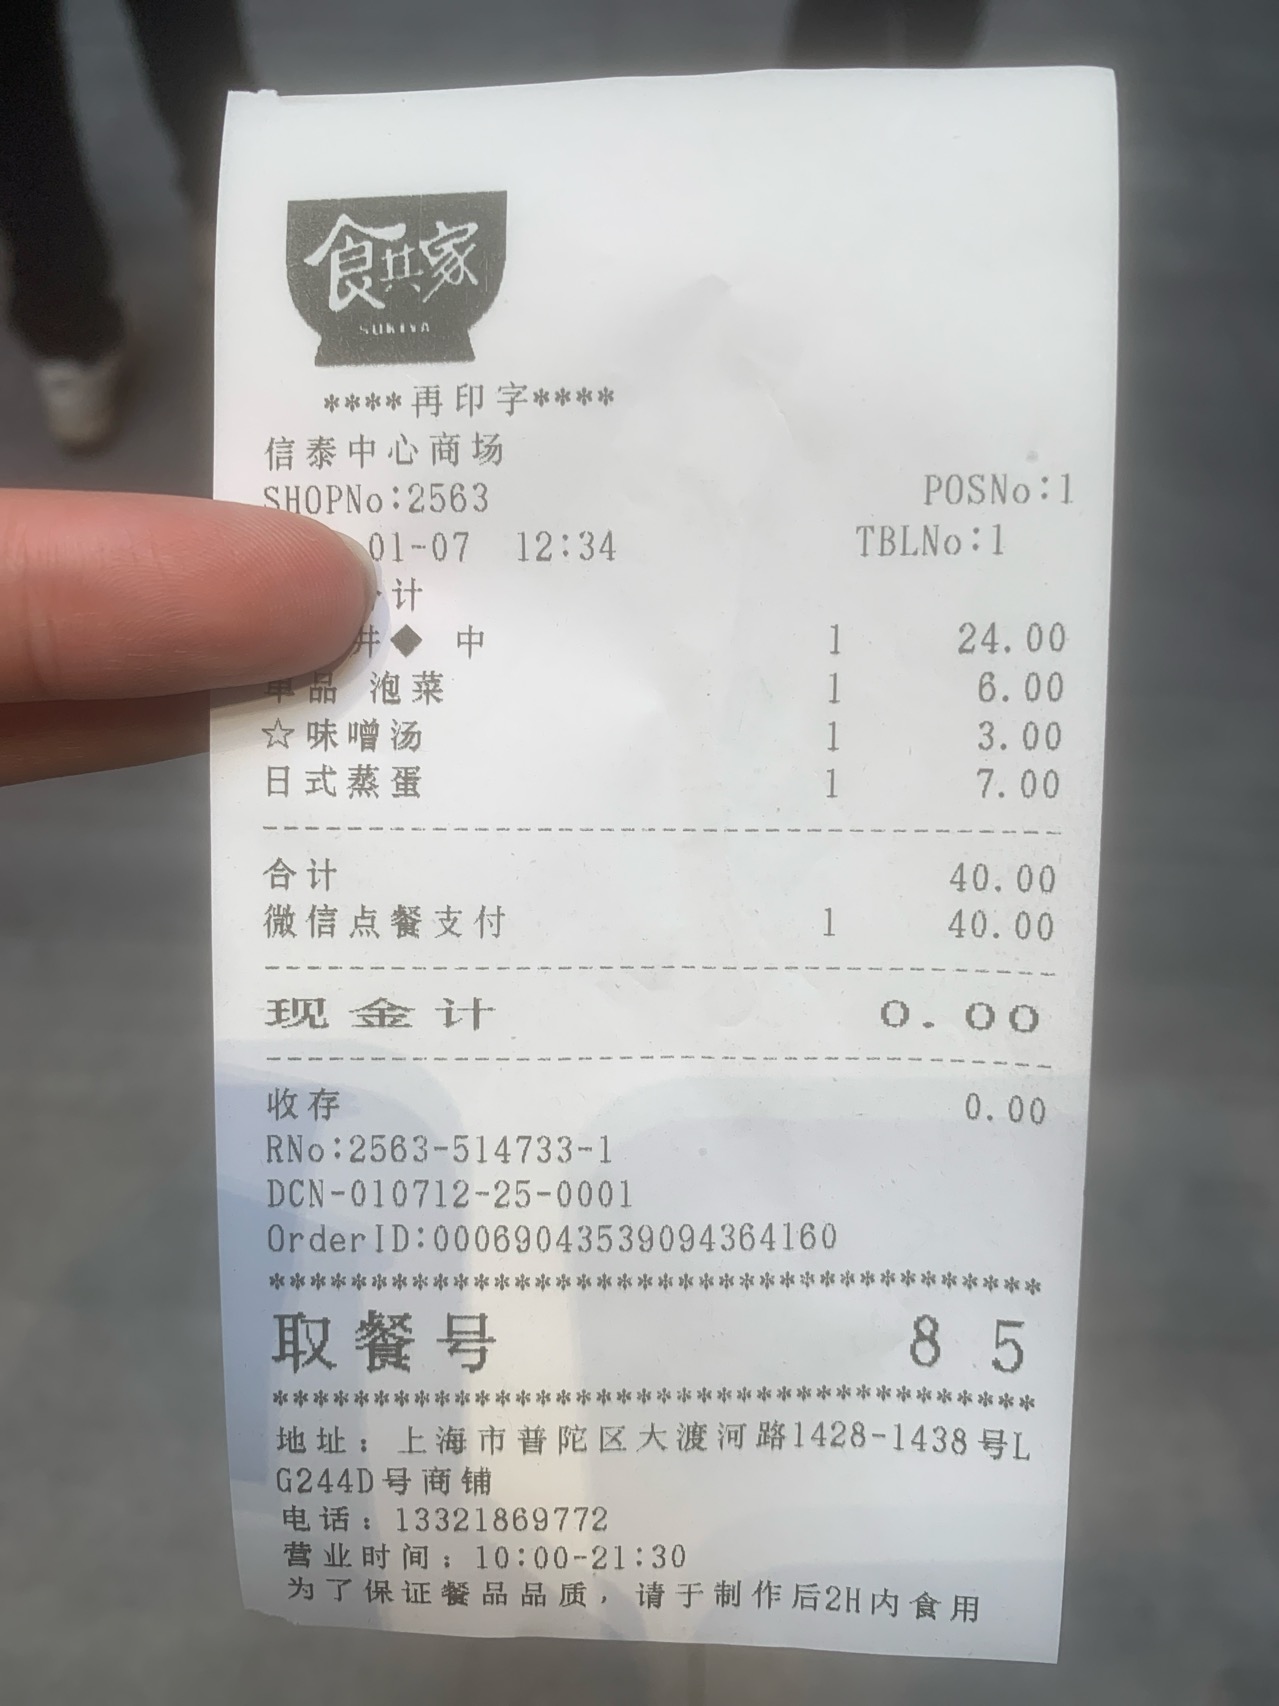 食其家
SUKIYA
****再印字****
信泰中心商场
SHOPNo:2563 POSNo:1
01-07 12:34 TBLNo:1
计
丼◆ 中 1 24.00
单品 泡菜 1 6.00
☆味噌汤 1 3.00
日式蒸蛋 1 7.00
合计 40.00
微信点餐支付 1 40.00
现金计 0.00
收存 0.00
RNo:2563-514733-1
DCN-010712-25-0001
OrderID:00069043539094364160
**************************************
取餐号 85
**************************************
地址：上海市普陀区大渡河路1428-1438号L
G244D号商铺
电话：13321869772
营业时间：10:00-21:30
为了保证餐品品质，请于制作后2H内食用